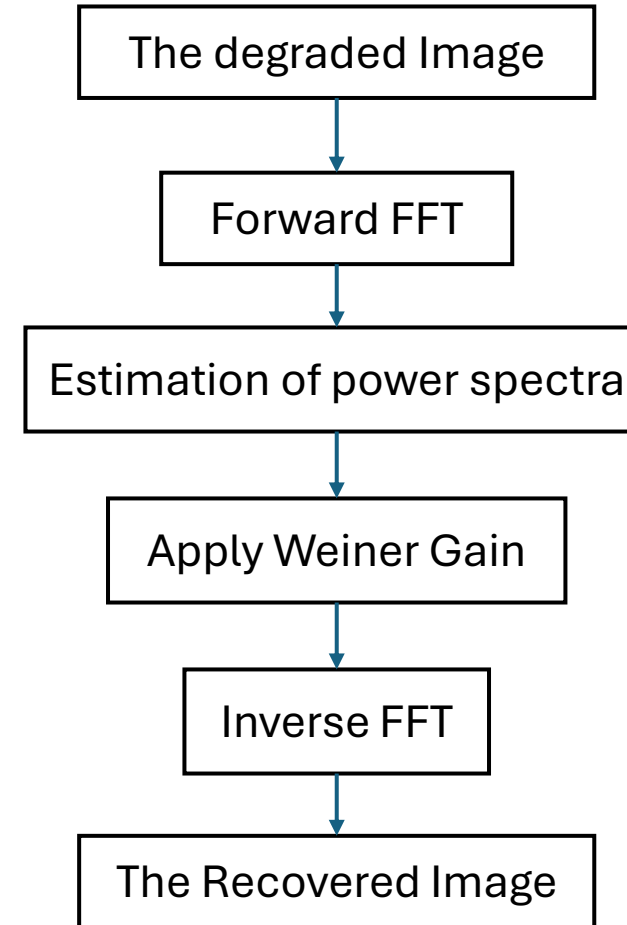 The degraded Image
Forward FFT
Estimation of power spectra
Apply Weiner Gain
Inverse FFT
The Recovered Image